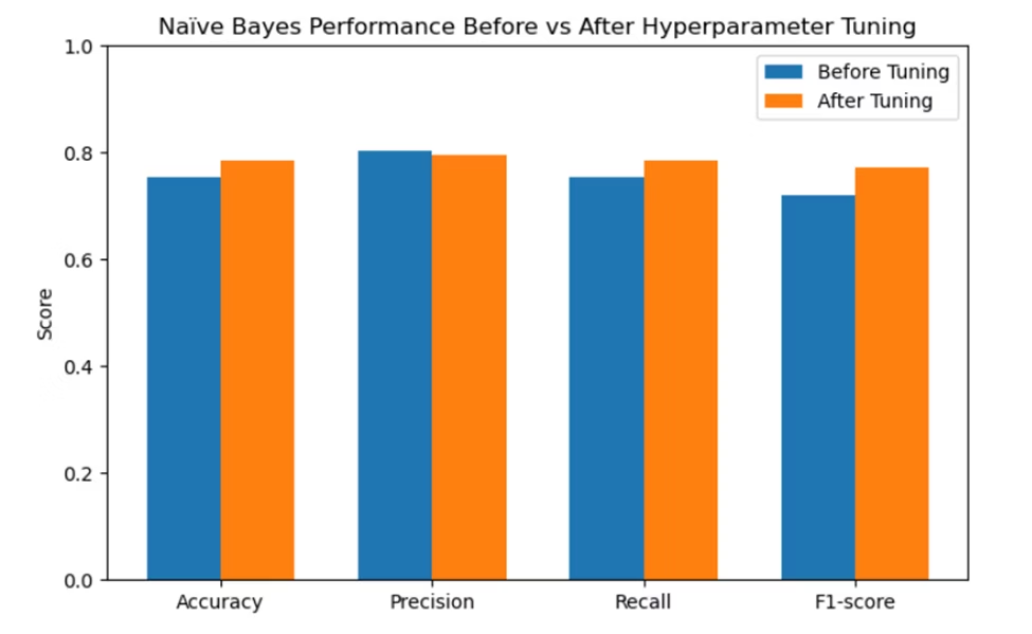 Naïve Bayes Performance Before vs After Hyperparameter Tuning
Before Tuning
After Tuning
Score
1.0
0.8
0.6
0.4
0.2
0.0
Accuracy
Precision
Recall
F1-score